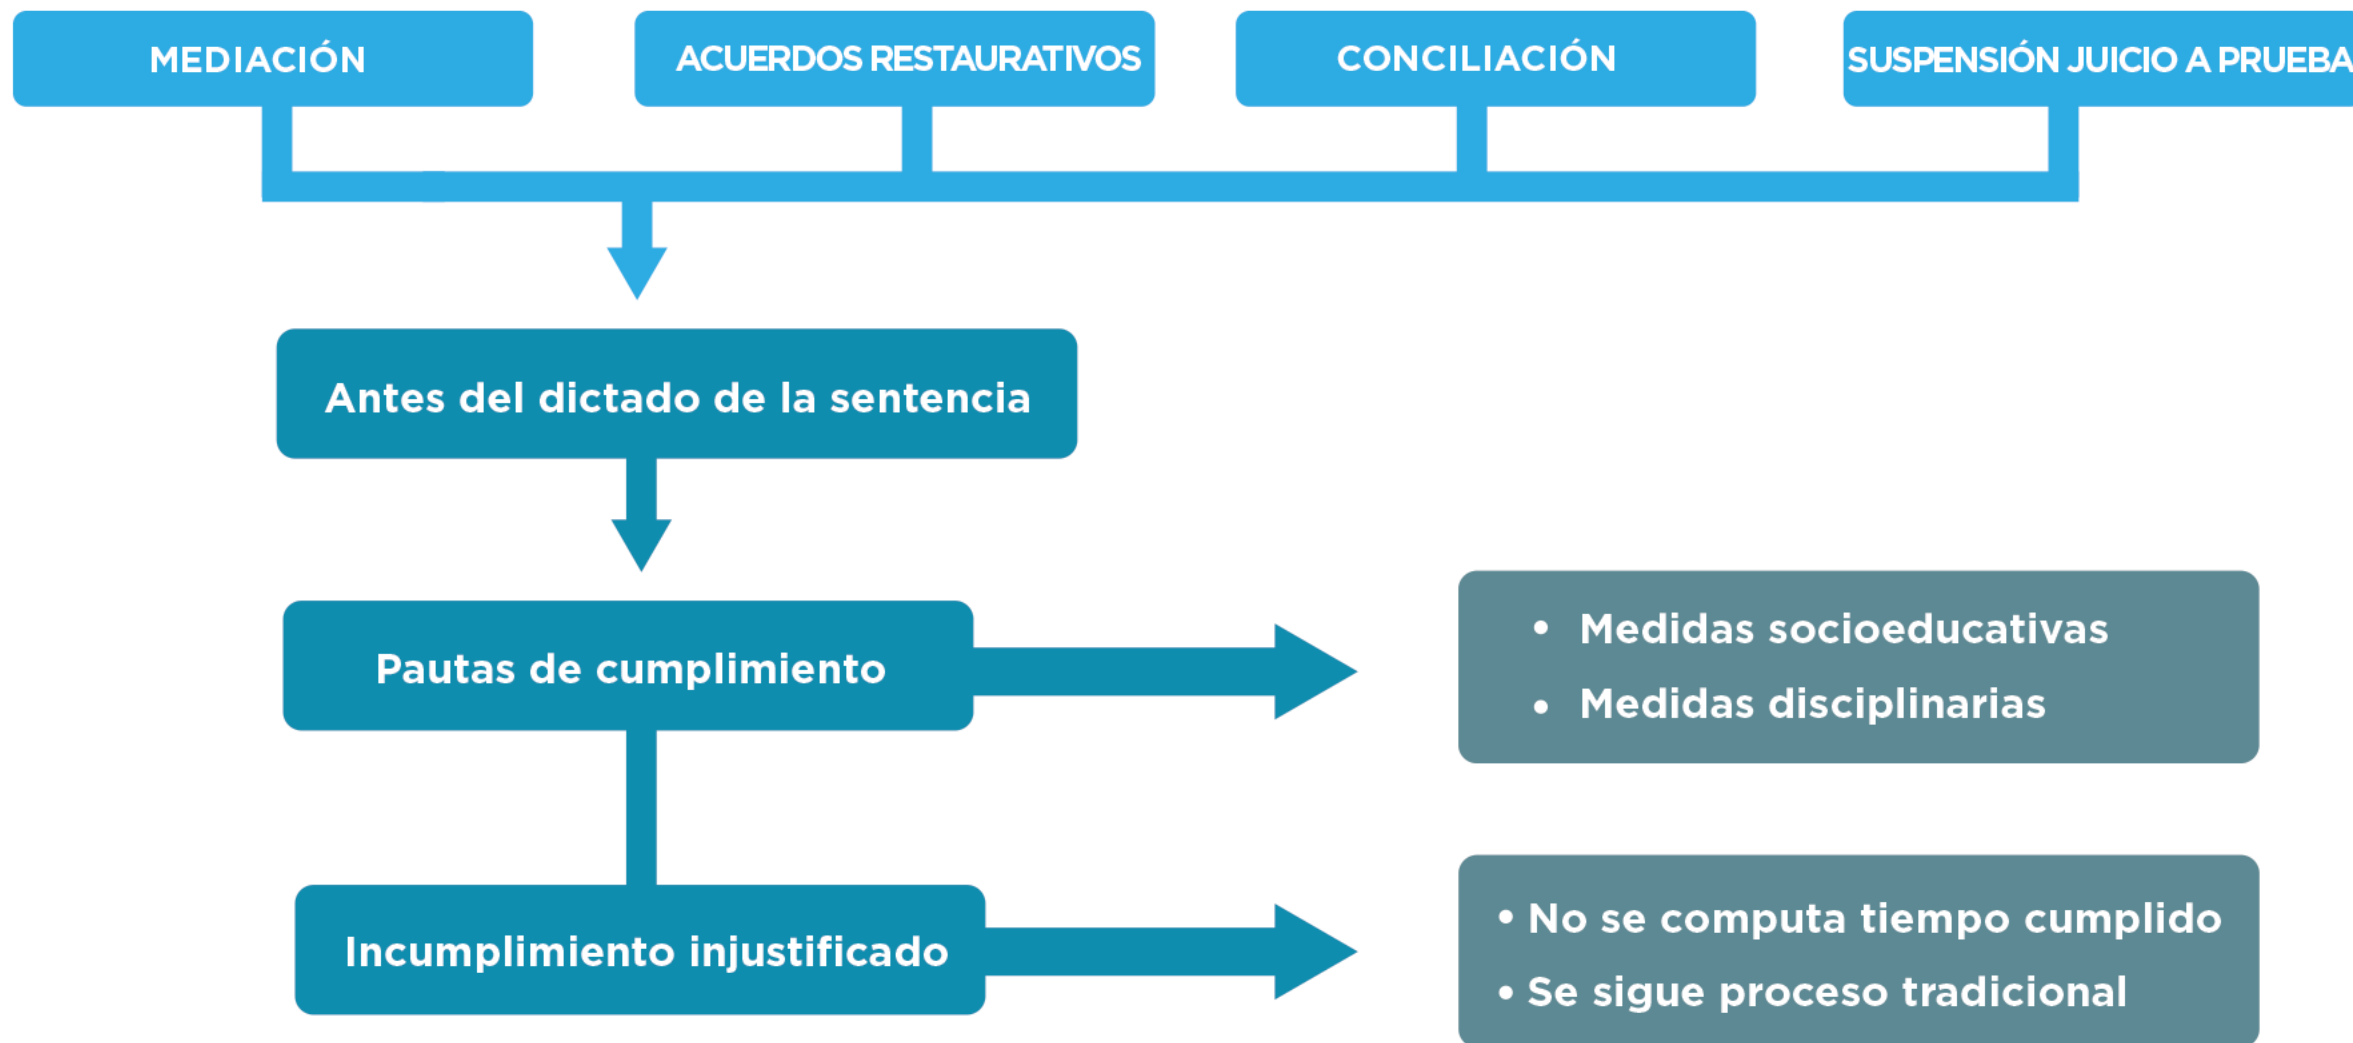 MEDIACIÓN
ACUERDOS RESTAURATIVOS
CONCILIACIÓN
SUSPENSIÓN JUICIO A PRUEBA
Antes del dictado de la sentencia
Pautas de cumplimiento
• Medidas socioeducativas
• Medidas disciplinarias
Incumplimiento injustificado
• No se computa tiempo cumplido
• Se sigue proceso tradicional